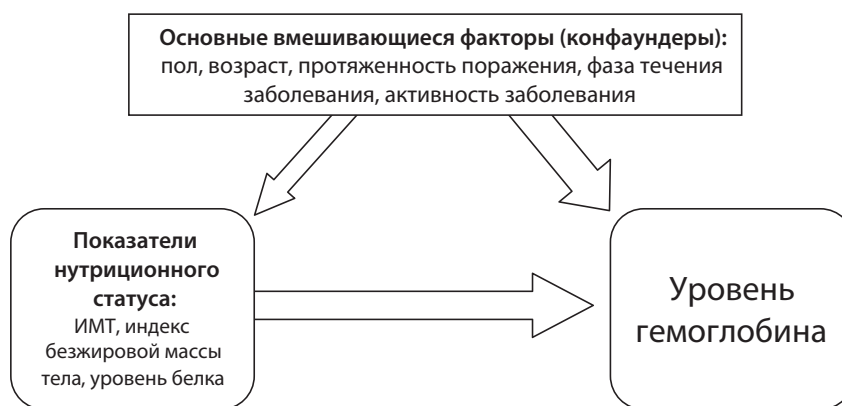 Основные вмешивающиеся факторы (конфаундеры):
пол, возраст, протяженность поражения, фаза течения
заболевания, активность заболевания
Показатели
нутриционного
статуса:
ИМТ, индекс
безжировой массы
тела, уровень белка
Уровень
гемоглобина